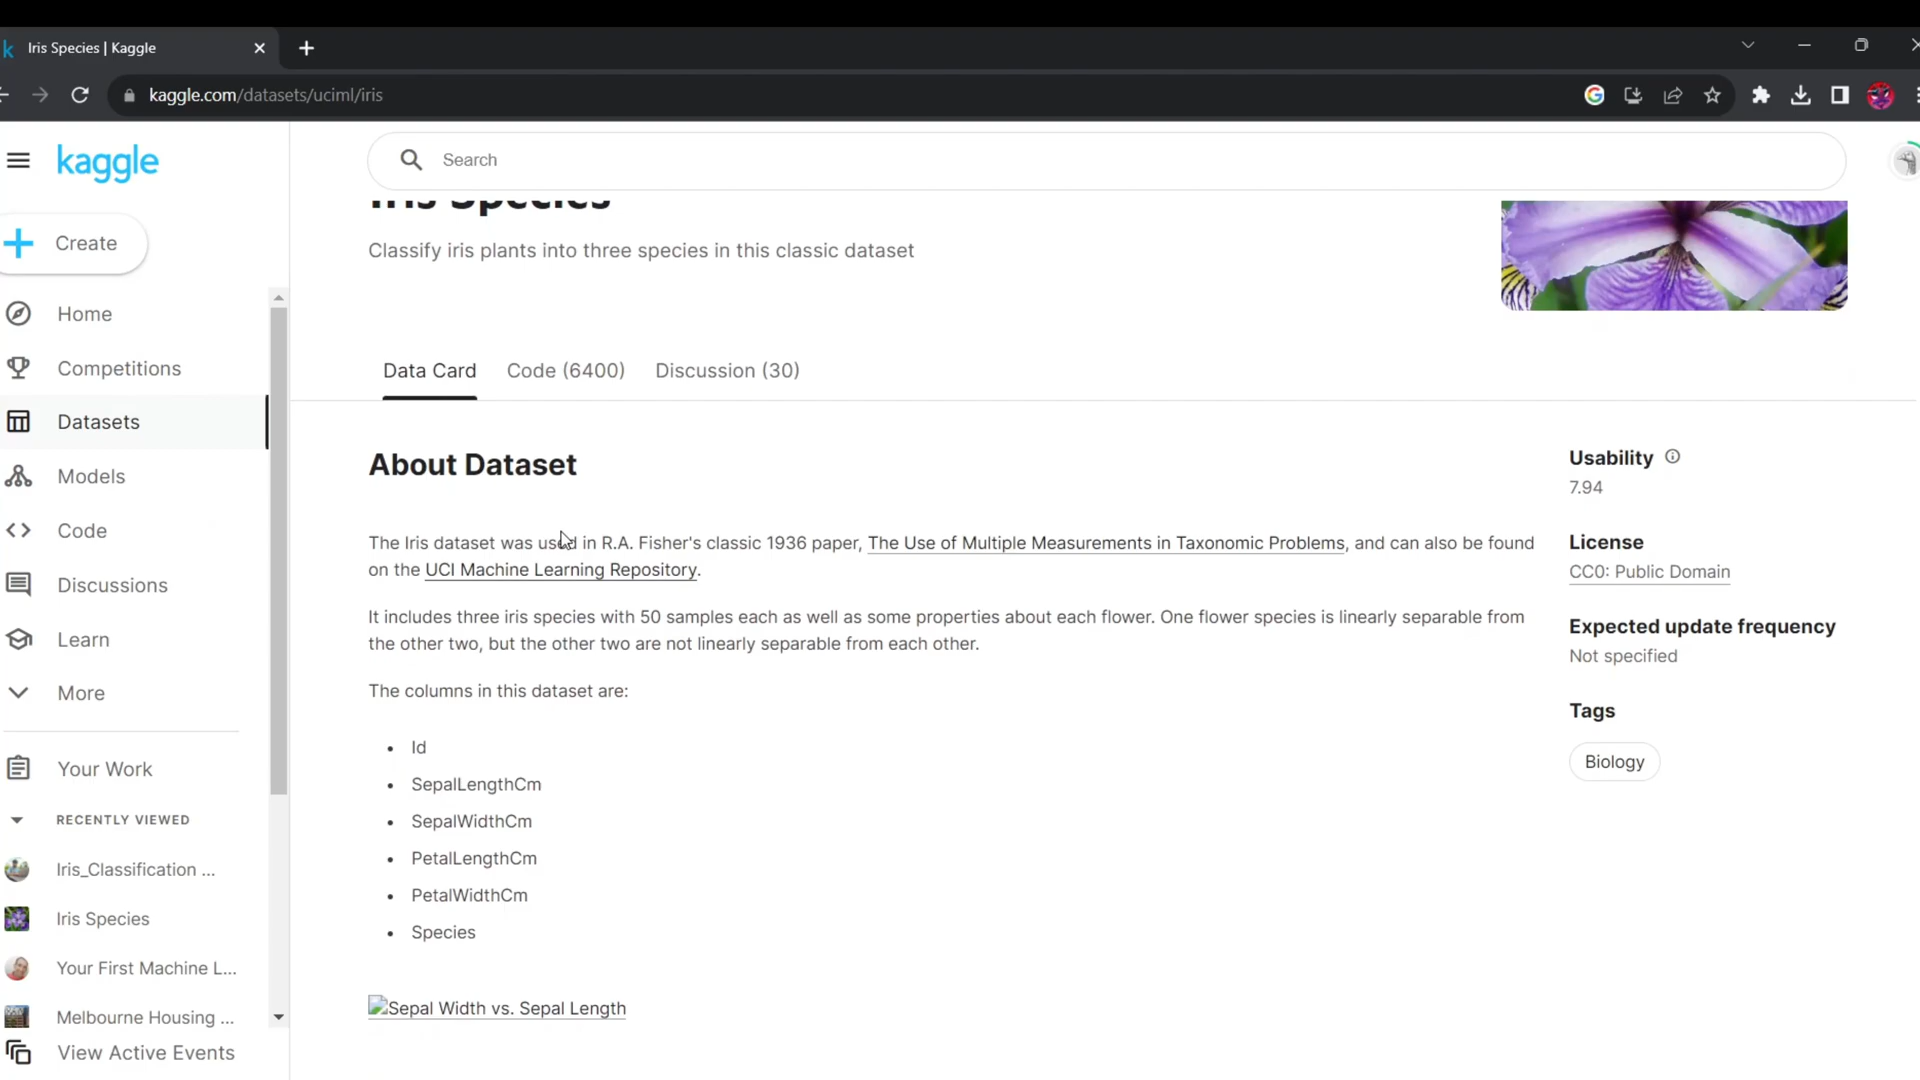 k Iris Species | Kaggle
kaggle.com/datasets/uciml/iris
kaggle
Search
Create
Home
Competitions
Datasets
Models
Code
Discussions
Learn
More
Your Work
RECENTLY VIEWED
Iris_Classification ...
Iris Species
Your First Machine L...
Melbourne Housing ...
View Active Events
Iris Species
Classify iris plants into three species in this classic dataset
Data Card Code (6400) Discussion (30)
About Dataset
The Iris dataset was used in R.A. Fisher's classic 1936 paper, The Use of Multiple Measurements in Taxonomic Problems, and can also be found
on the UCI Machine Learning Repository.
It includes three iris species with 50 samples each as well as some properties about each flower. One flower species is linearly separable from
the other two, but the other two are not linearly separable from each other.
The columns in this dataset are:
• Id
• SepalLengthCm
• SepalWidthCm
• PetalLengthCm
• PetalWidthCm
• Species
Sepal Width vs. Sepal Length
Usability
7.94
License
CC0: Public Domain
Expected update frequency
Not specified
Tags
Biology